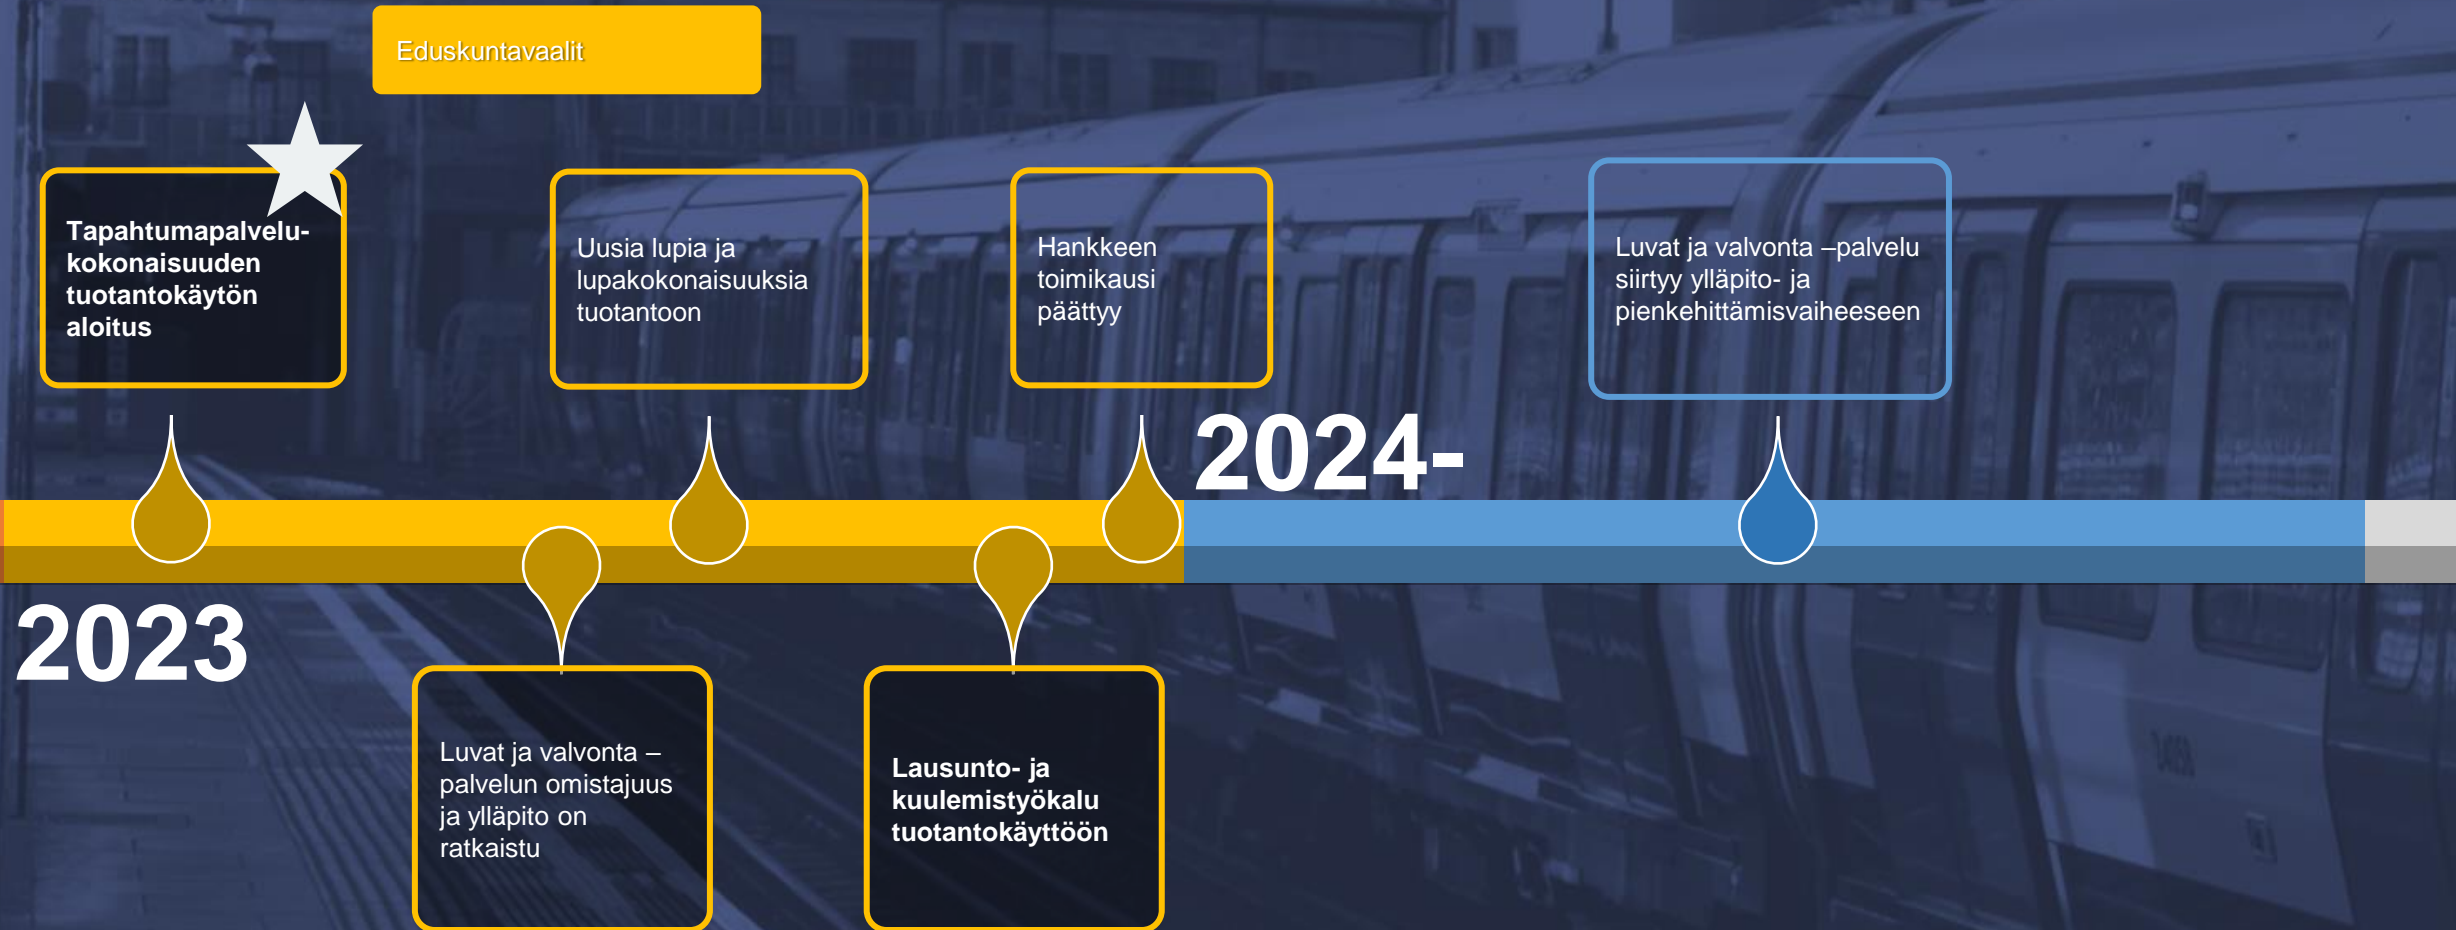 Eduskuntavaalit
Tapahtumapalvelu-
kokonaisuuden
tuotantokäytön
aloitus
Uusia lupia ja
lupakokonaisuuksia
tuotantoon
Hankkeen
toimikausi
päättyy
Luvat ja valvonta –palvelu
siirtyy ylläpito- ja
pienkehittämisvaiheeseen
2024-
2023
Luvat ja valvonta –
palvelun omistajuus
ja ylläpito on
ratkaistu
Lausunto- ja
kuulemistyökalu
tuotantokäyttöön